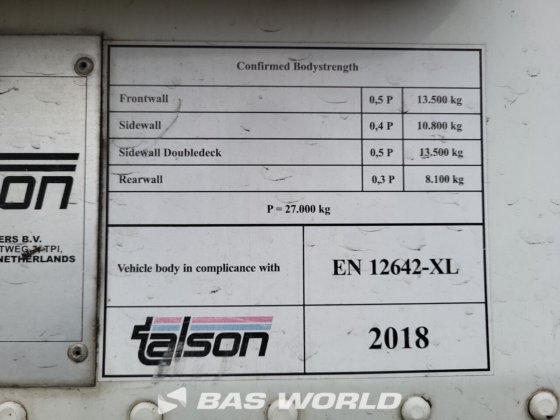 Confirmed Bodystrength
Frontwall 0,5 P 13.500 kg
Sidewall 0,4 P 10.800 kg
Sidewall Doubledeck 0,5 P 13.500 kg
Rearwall 0,3 P 8.100 kg
P = 27.000 kg
Vehicle body in complicance with EN 12642-XL
talson 2018
son
ERS B.V.
NETHERLANDS
BAS WORLD